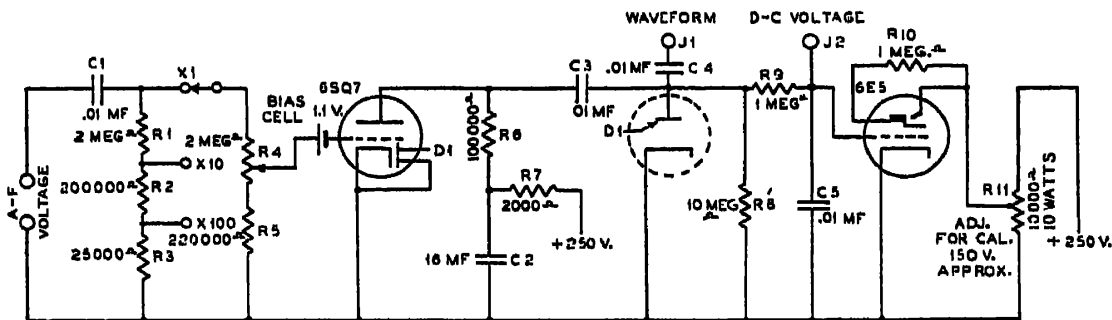 WAVEFORM
D-C VOLTAGE
J1
J2
C1
.01 MF
X1
2 MEG Ω
R1
X10
200000 Ω
R2
X100
25000 Ω
R3
A-F
VOLTAGE
2 MEG Ω
R4
220000 Ω
R5
BIAS
CELL
1.1 V.
6SQ7
D1
100000 Ω
R6
R7
2000 Ω
+250 V.
16 MF
C2
C3
.01 MF
.01 MF
C4
D1
10 MEG
Ω
R8
R9
1 MEG Ω
C5
.01 MF
R10
1 MEG. Ω
6E5
R11
10000 Ω
10 WATTS
+250 V.
ADJ.
FOR CAL.
150 V.
APPROX.